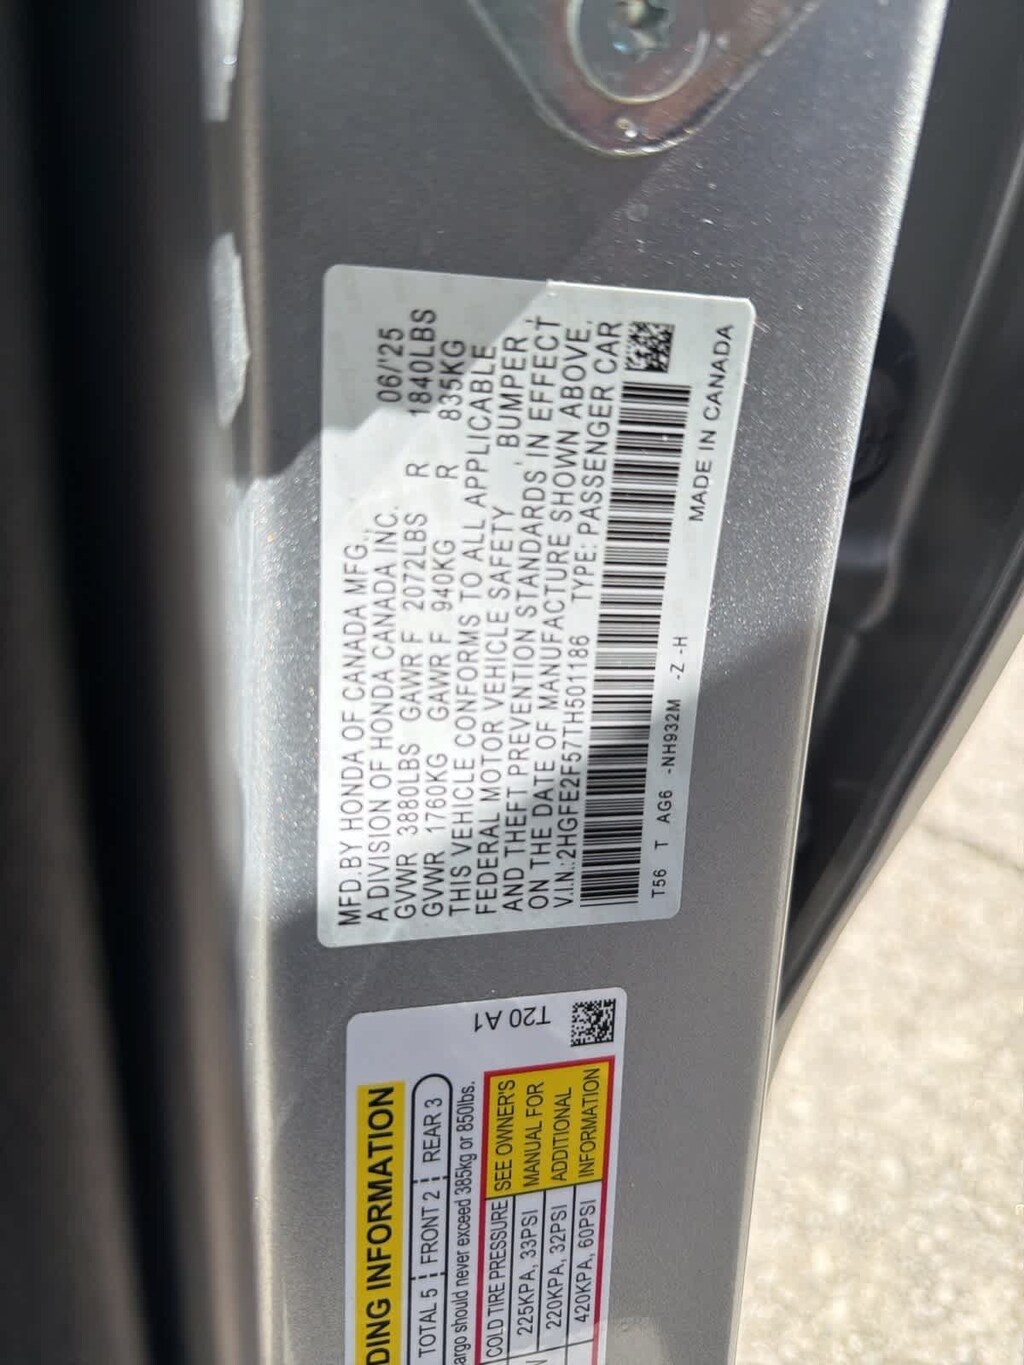 MFD.BY HONDA OF CANADA MFG.,
A DIVISION OF HONDA CANADA INC. 06/'25
GVWR 3880LBS GAWR F 2072LBS R 1840LBS
GVWR 1760KG GAWR F 940KG R 835KG
THIS VEHICLE CONFORMS TO ALL APPLICABLE
FEDERAL MOTOR VEHICLE SAFETY, BUMPER,
AND THEFT PREVENTION STANDARDS IN EFFECT
ON THE DATE OF MANUFACTURE SHOWN ABOVE.
V.I.N.:2HGFE2F57TH501186 TYPE: PASSENGER CAR
T56 T AG6 -NH932M -Z -H MADE IN CANADA
T20 A1
DING INFORMATION
TOTAL 5 FRONT 2 REAR 3
argo should never exceed 385kg or 850lbs.
COLD TIRE PRESSURE
225KPA, 33PSI
220KPA, 32PSI
420KPA, 60PSI
SEE OWNER'S
MANUAL FOR
ADDITIONAL
INFORMATION